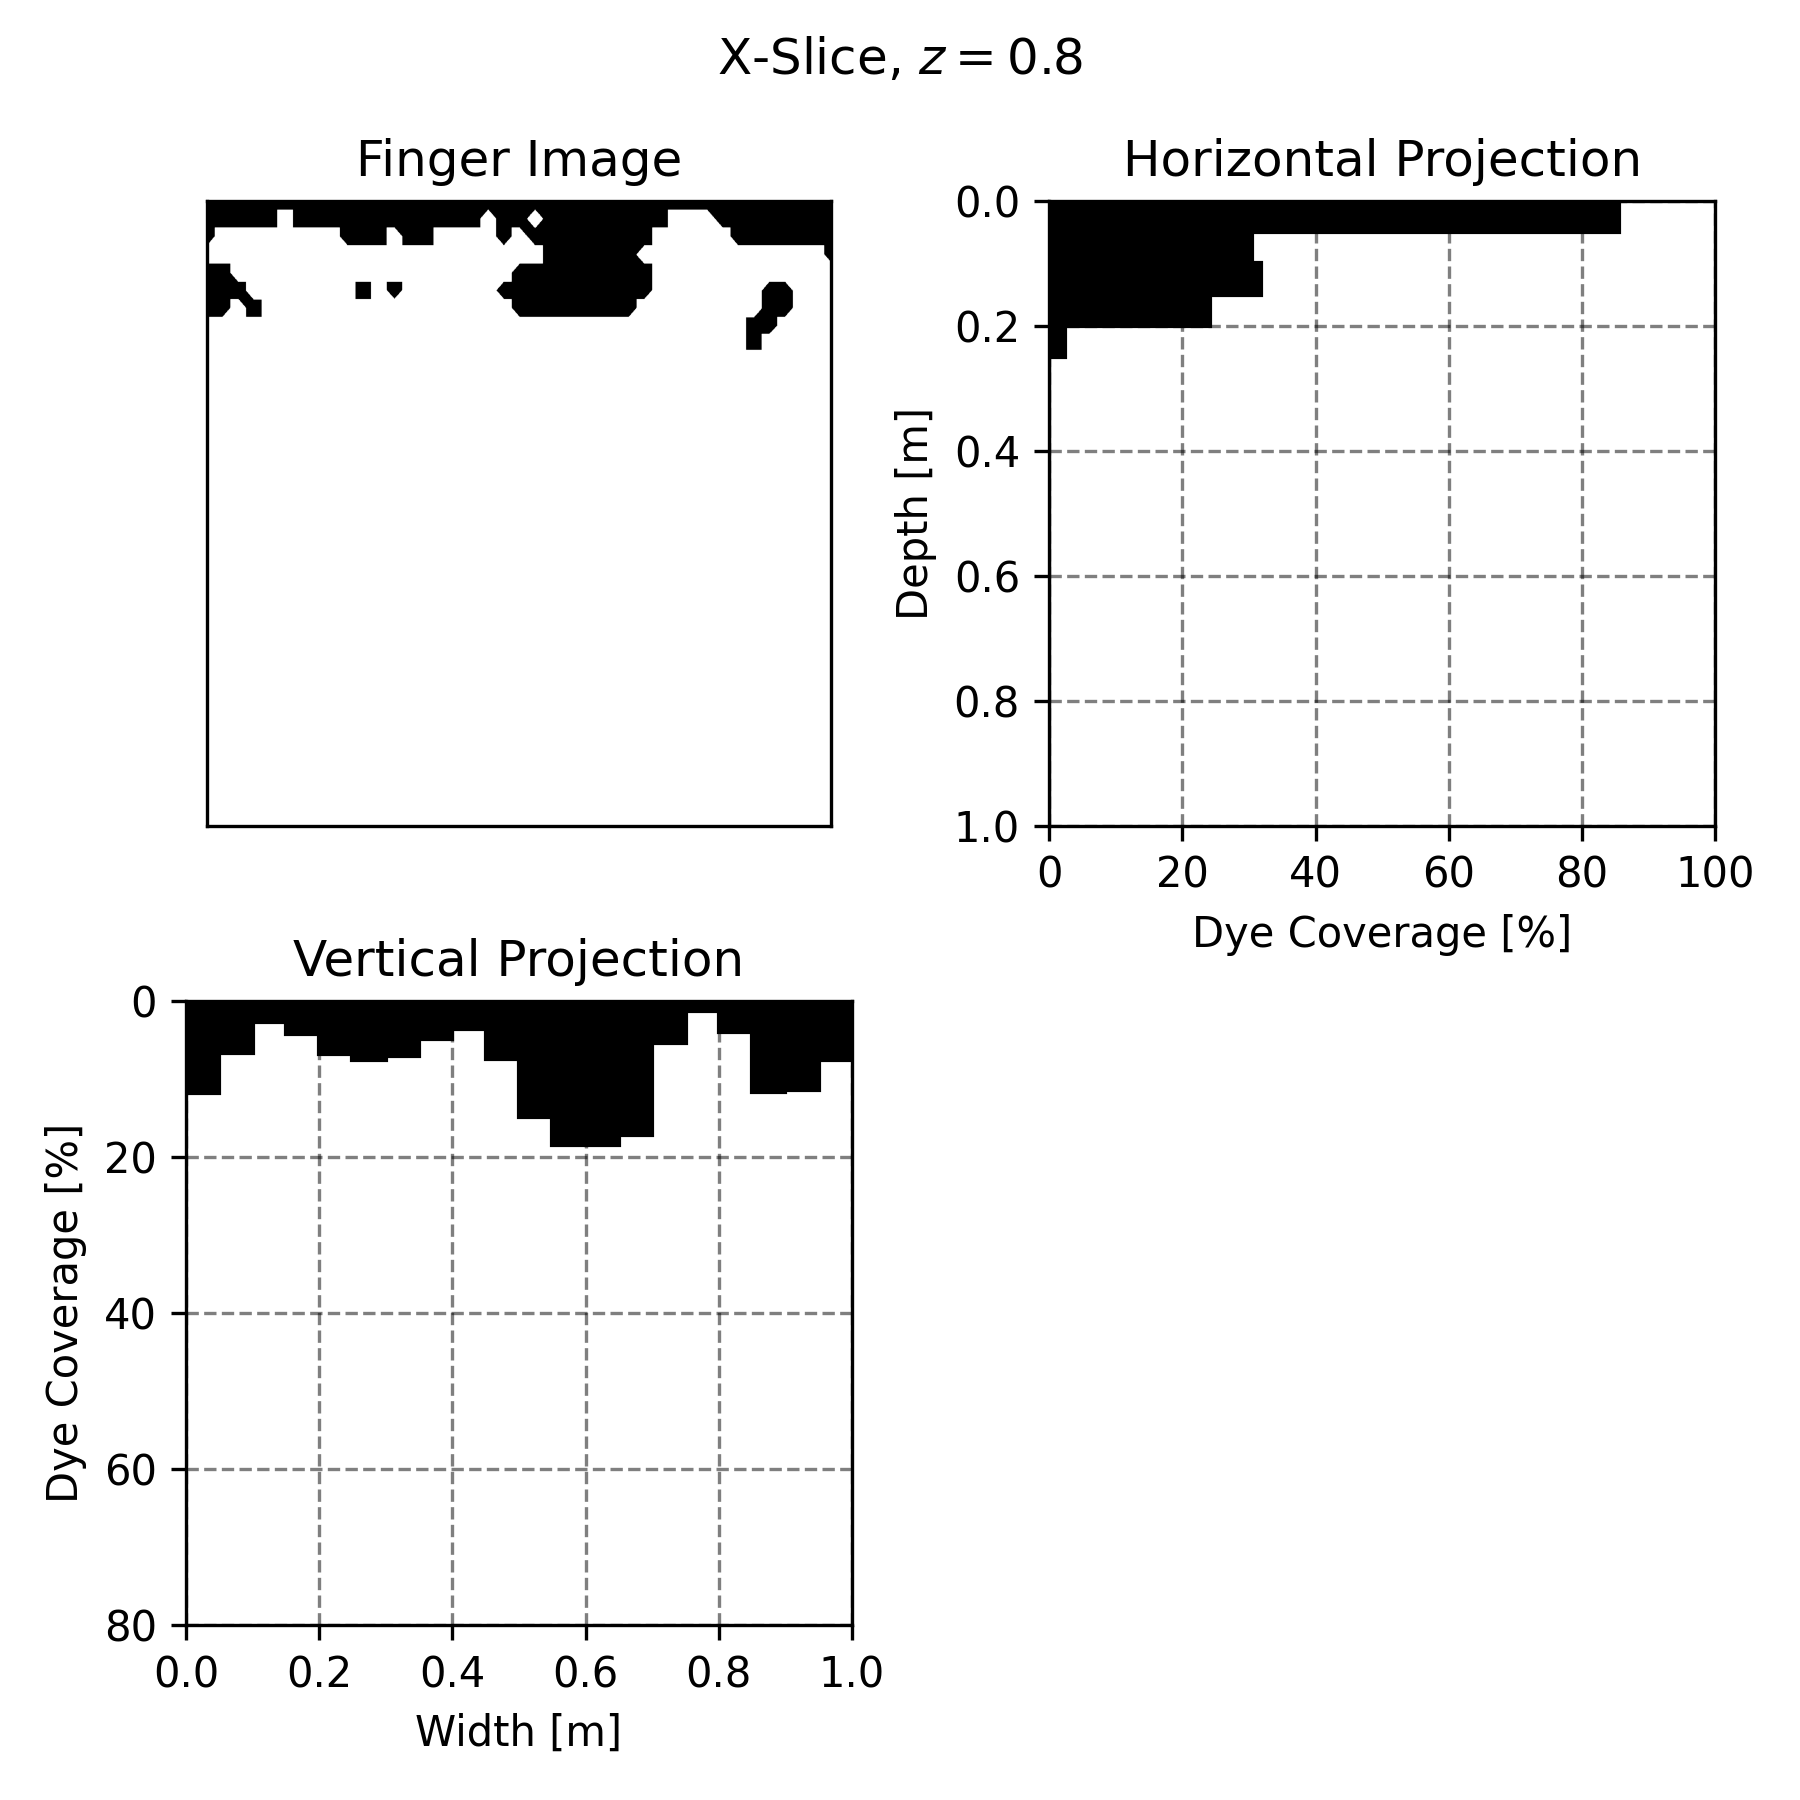 X-Slice, z = 0.8
Finger Image
Horizontal Projection
0.0
0.2
0.4
0.6
0.8
1.0
Depth [m]
0 20 40 60 80 100
Dye Coverage [%]
Vertical Projection
0
20
40
60
80
Dye Coverage [%]
0.0 0.2 0.4 0.6 0.8 1.0
Width [m]